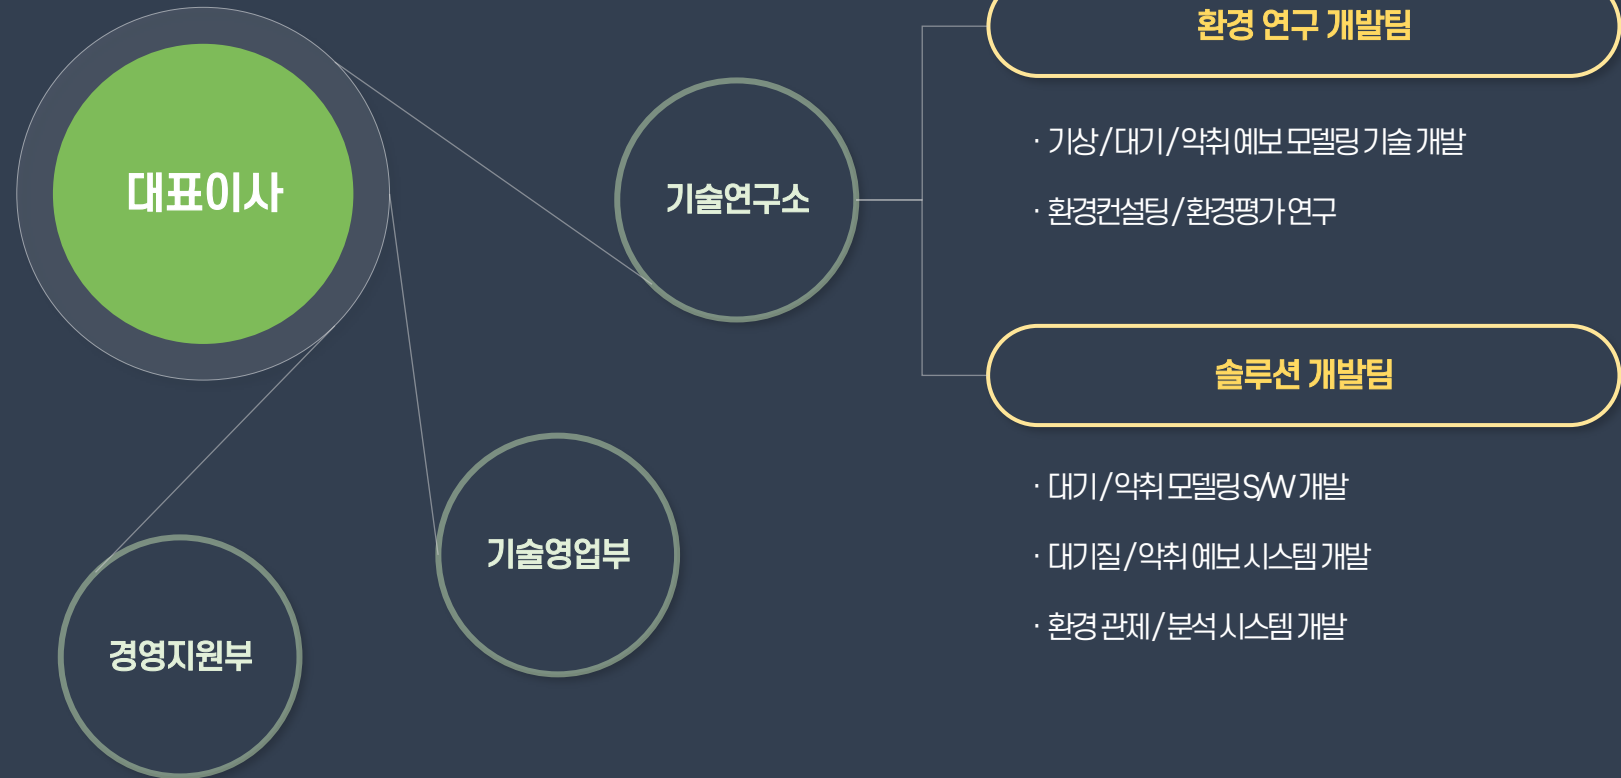 대표이사
기술연구소
기술영업부
경영지원부
환경 연구 개발팀
· 기상 / 대기 / 악취 예보 모델링 기술 개발
· 환경컨설팅 / 환경평가 연구
솔루션 개발팀
· 대기 / 악취 모델링 S/W 개발
· 대기질 / 악취 예보 시스템 개발
· 환경 관제 / 분석 시스템 개발